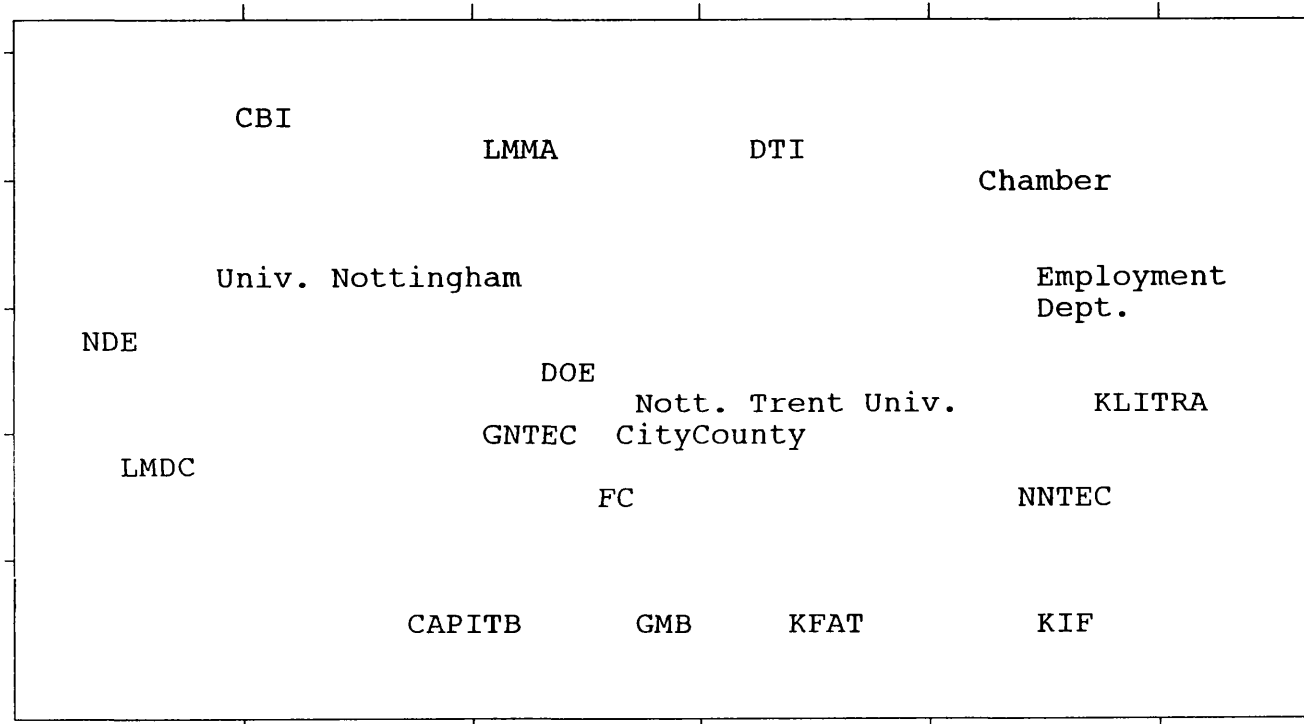 CBI
LMMA DTI
Chamber
Univ. Nottingham Employment
Dept.
NDE
DOE
Nott. Trent Univ. KLITRA
GNTEC CityCounty
LMDC
FC NNTEC
CAPITB GMB KFAT KIF